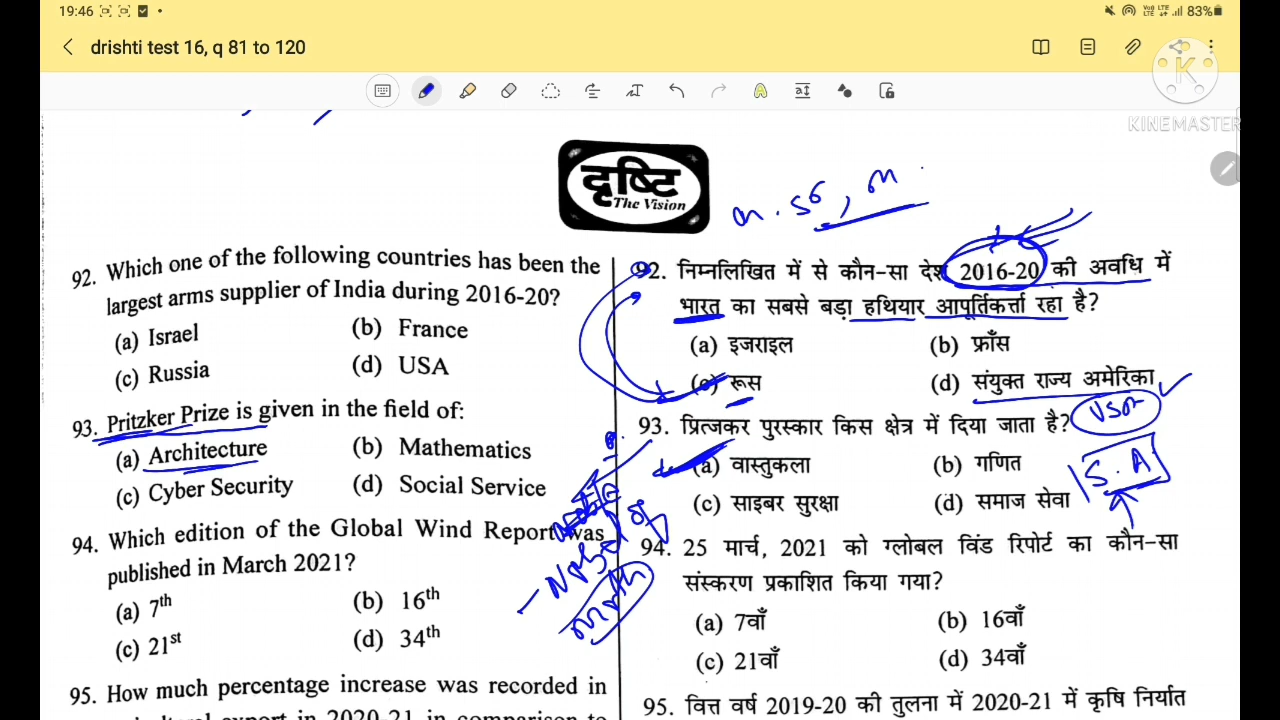 19:46
83%
drishti test 16, q 81 to 120
KINEMASTER
दृष्टि
The Vision
92. Which one of the following countries has been the
largest arms supplier of India during 2016-20?
(a) Israel
(b) France
(c) Russia
(d) USA
93. Pritzker Prize is given in the field of:
(a) Architecture
(b) Mathematics
(c) Cyber Security
(d) Social Service
94. Which edition of the Global Wind Report was
published in March 2021?
(a) 7th
(b) 16th
(c) 21st
(d) 34th
95. How much percentage increase was recorded in
92. निम्नलिखित में से कौन-सा देश 2016-20 की अवधि में
भारत का सबसे बड़ा हथियार आपूर्तिकर्त्ता रहा है?
(a) इजराइल
(b) फ्राँस
(c) रूस
(d) संयुक्त राज्य अमेरिका
USA
93. प्रित्जकर पुरस्कार किस क्षेत्र में दिया जाता है?
(a) वास्तुकला
(b) गणित
S.A
(c) साइबर सुरक्षा
(d) समाज सेवा
94. 25 मार्च, 2021 को ग्लोबल विंड रिपोर्ट का कौन-सा
संस्करण प्रकाशित किया गया?
(a) 7वाँ
(b) 16वाँ
(c) 21वाँ
(d) 34वाँ
95. वित्त वर्ष 2019-20 की तुलना में 2020-21 में कृषि निर्यात